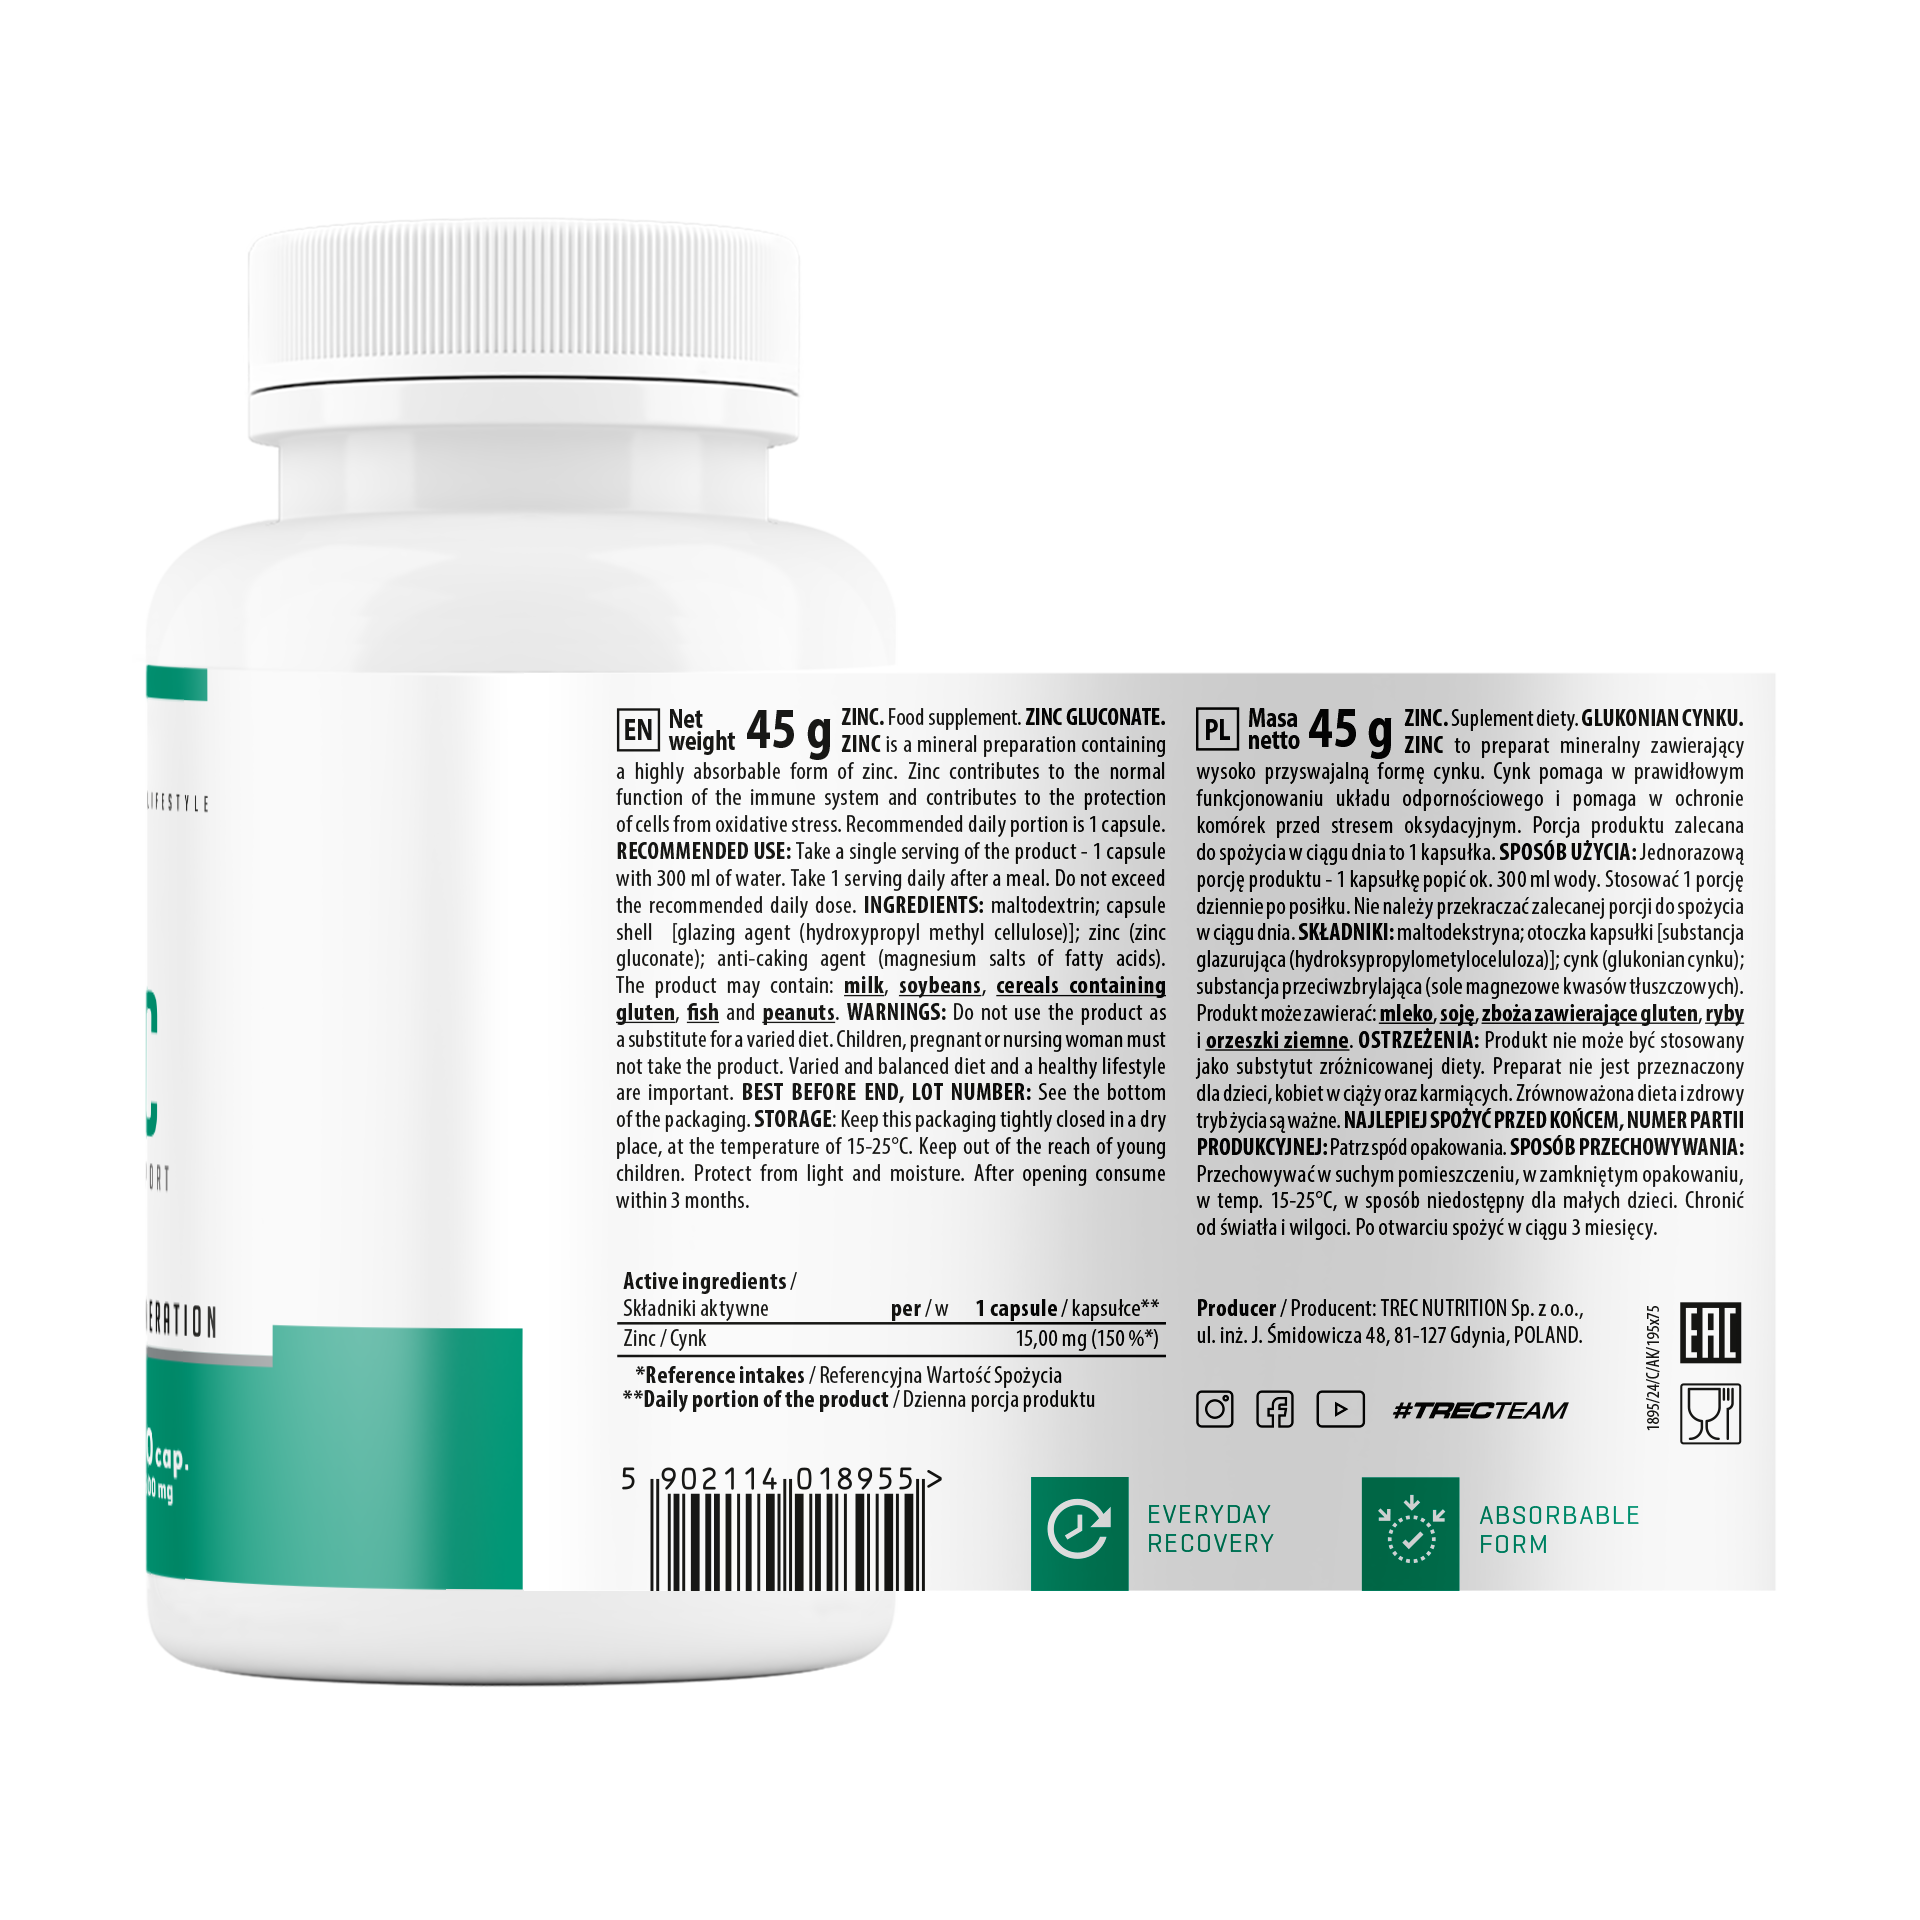 LIFESTYLE
cap.
mg
EN Net weight 45 g ZINC. Food supplement. ZINC GLUCONATE.
ZINC is a mineral preparation containing
a highly absorbable form of zinc. Zinc contributes to the normal
function of the immune system and contributes to the protection
of cells from oxidative stress. Recommended daily portion is 1 capsule.
RECOMMENDED USE: Take a single serving of the product - 1 capsule
with 300 ml of water. Take 1 serving daily after a meal. Do not exceed
the recommended daily dose. INGREDIENTS: maltodextrin; capsule
shell [glazing agent (hydroxypropyl methyl cellulose)]; zinc (zinc
gluconate); anti-caking agent (magnesium salts of fatty acids).
The product may contain: milk, soybeans, cereals containing
gluten, fish and peanuts. WARNINGS: Do not use the product as
a substitute for a varied diet. Children, pregnant or nursing woman must
not take the product. Varied and balanced diet and a healthy lifestyle
are important. BEST BEFORE END, LOT NUMBER: See the bottom
of the packaging. STORAGE: Keep this packaging tightly closed in a dry
place, at the temperature of 15-25°C. Keep out of the reach of young
children. Protect from light and moisture. After opening consume
within 3 months.
Active ingredients /
Składniki aktywne per / w 1 capsule / kapsułce**
Zinc / Cynk 15,00 mg (150 %*)
*Reference intakes / Referencyjna Wartość Spożycia
**Daily portion of the product / Dzienna porcja produktu
5 902114 018955 >
PL Masa netto 45 g ZINC. Suplement diety. GLUKONIAN CYNKU.
ZINC to preparat mineralny zawierający
wysoko przyswajalną formę cynku. Cynk pomaga w prawidłowym
funkcjonowaniu układu odpornościowego i pomaga w ochronie
komórek przed stresem oksydacyjnym. Porcja produktu zalecana
do spożycia w ciągu dnia to 1 kapsułka. SPOSÓB UŻYCIA: Jednorazową
porcję produktu - 1 kapsułkę popić ok. 300 ml wody. Stosować 1 porcję
dziennie po posiłku. Nie należy przekraczać zalecanej porcji do spożycia
w ciągu dnia. SKŁADNIKI: maltodekstryna; otoczka kapsułki [substancja
glazurująca (hydroksypropylometyloceluloza)]; cynk (glukonian cynku);
substancja przeciwzbrylająca (sole magnezowe kwasów tłuszczowych).
Produkt może zawierać: mleko, soję, zboża zawierające gluten, ryby
i orzeszki ziemne. OSTRZEŻENIA: Produkt nie może być stosowany
jako substytut zróżnicowanej diety. Preparat nie jest przeznaczony
dla dzieci, kobiet w ciąży oraz karmiących. Zrównoważona dieta i zdrowy
tryb życia są ważne. NAJLEPIEJ SPOŻYĆ PRZED KOŃCEM, NUMER PARTII
PRODUKCYJNEJ: Patrz spód opakowania. SPOSÓB PRZECHOWYWANIA:
Przechowywać w suchym pomieszczeniu, w zamkniętym opakowaniu,
w temp. 15-25°C, w sposób niedostępny dla małych dzieci. Chronić
od światła i wilgoci. Po otwarciu spożyć w ciągu 3 miesięcy.
Producer / Producent: TREC NUTRITION Sp. z o.o.,
ul. inż. J. Śmidowicza 48, 81-127 Gdynia, POLAND.
#TRECTEAM
1895/24/C/AK/195x75
EAC
EVERYDAY
RECOVERY
ABSORBABLE
FORM